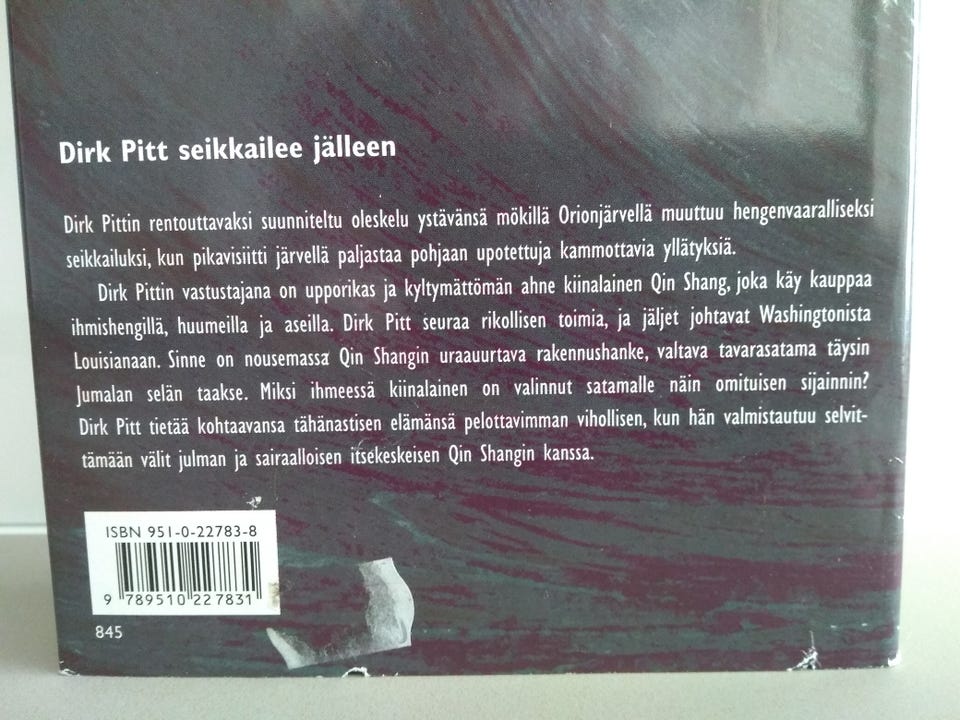 Dirk Pitt seikkailee jälleen
Dirk Pittin rentouttavaksi suunniteltu oleskelu ystävänsä mökillä Orionjärvellä muuttuu hengenvaaralliseksi
seikkailuksi, kun pikavisiitti järvellä paljastaa pohjaan upotettuja kammottavia yllätyksiä.
Dirk Pittin vastustajana on upporikas ja kyltymättömän ahne kiinalainen Qin Shang, joka käy kauppaa
ihmishengillä, huumeilla ja aseilla. Dirk Pitt seuraa rikollisen toimia, ja jäljet johtavat Washingtonista
Louisianaan. Sinne on nousemassa Qin Shangin uraauurtava rakennushanke, valtava tavarasatama täysin
Jumalan selän taakse. Miksi ihmeessä kiinalainen on valinnut satamalle näin omituisen sijainnin?
Dirk Pitt tietää kohtaavansa tähänastisen elämänsä pelottavimman vihollisen, kun hän valmistautuu selvit-
tämään välit julman ja sairaalloisen itsekeskeisen Qin Shangin kanssa.
ISBN 951-0-22783-8
9 789510 227831
845